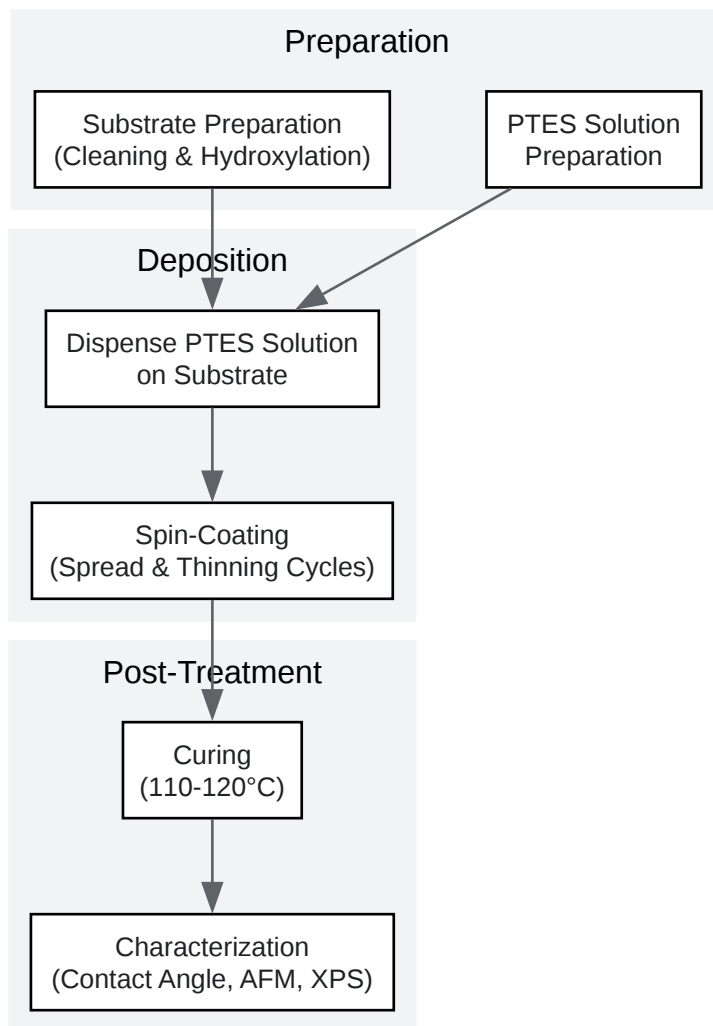 Preparation
Substrate Preparation
(Cleaning & Hydroxylation)
PTES Solution
Preparation
Deposition
Dispense PTES Solution
on Substrate
Spin-Coating
(Spread & Thinning Cycles)
Post-Treatment
Curing
(110-120°C)
Characterization
(Contact Angle, AFM, XPS)